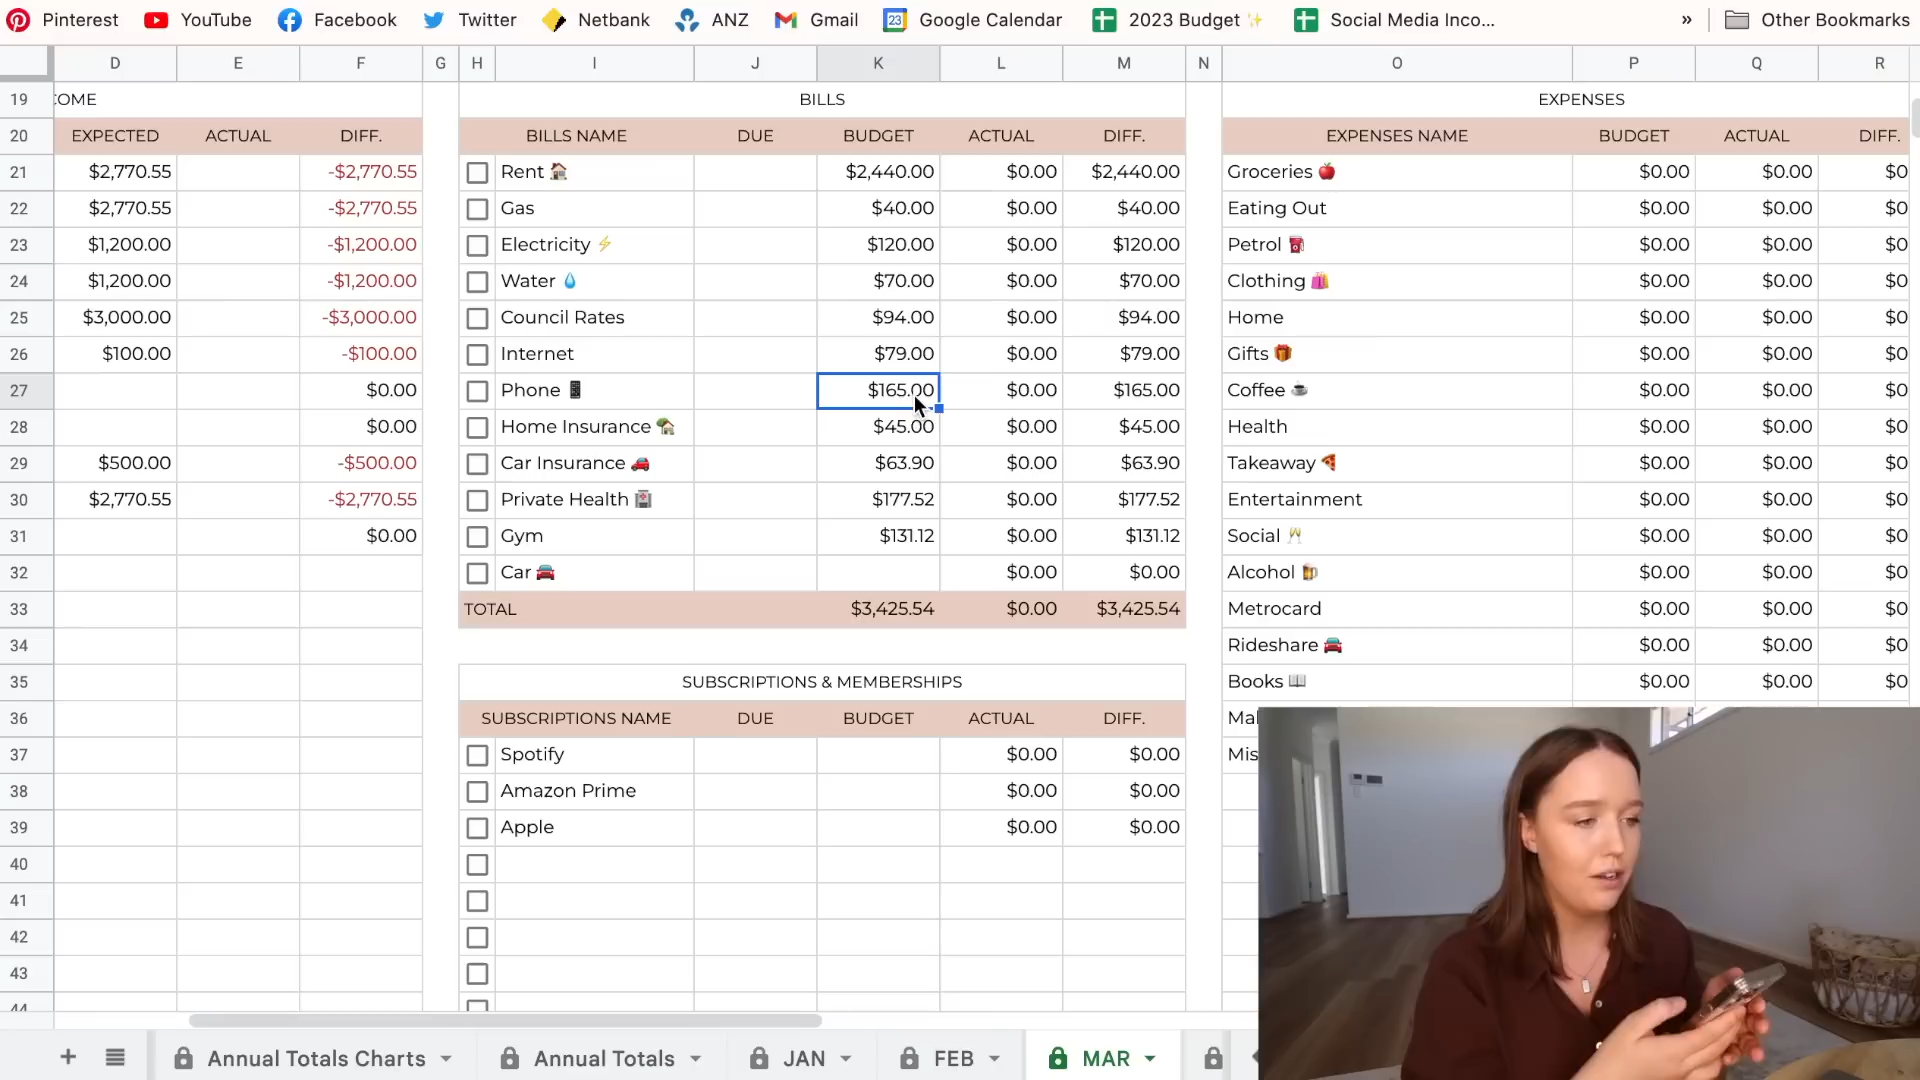 Pinterest YouTube Facebook Twitter Netbank ANZ Gmail 23 Google Calendar 2023 Budget ✨ Social Media Inco... » Other Bookmarks
D E F G H I J K L M N O P Q R
19 COME BILLS EXPENSES
20 EXPECTED ACTUAL DIFF. BILLS NAME DUE BUDGET ACTUAL DIFF. EXPENSES NAME BUDGET ACTUAL DIFF.
21 $2,770.55 -$2,770.55 Rent 🏠 $2,440.00 $0.00 $2,440.00 Groceries 🍎 $0.00 $0.00 $0
22 $2,770.55 -$2,770.55 Gas $40.00 $0.00 $40.00 Eating Out $0.00 $0.00 $0
23 $1,200.00 -$1,200.00 Electricity ⚡ $120.00 $0.00 $120.00 Petrol ⛽ $0.00 $0.00 $0
24 $1,200.00 -$1,200.00 Water 💧 $70.00 $0.00 $70.00 Clothing 🛍️ $0.00 $0.00 $0
25 $3,000.00 -$3,000.00 Council Rates $94.00 $0.00 $94.00 Home $0.00 $0.00 $0
26 $100.00 -$100.00 Internet $79.00 $0.00 $79.00 Gifts 🎁 $0.00 $0.00 $0
27 $0.00 Phone 📱 $165.00 $0.00 $165.00 Coffee ☕ $0.00 $0.00 $0
28 $0.00 Home Insurance 🏡 $45.00 $0.00 $45.00 Health $0.00 $0.00 $0
29 $500.00 -$500.00 Car Insurance 🚗 $63.90 $0.00 $63.90 Takeaway 🍕 $0.00 $0.00 $0
30 $2,770.55 -$2,770.55 Private Health 🏥 $177.52 $0.00 $177.52 Entertainment $0.00 $0.00 $0
31 $0.00 Gym $131.12 $0.00 $131.12 Social 🥂 $0.00 $0.00 $0
32 Car 🚘 $0.00 $0.00 Alcohol 🍺 $0.00 $0.00 $0
33 TOTAL $3,425.54 $0.00 $3,425.54 Metrocard $0.00 $0.00 $0
34 Rideshare 🚘 $0.00 $0.00 $0
35 SUBSCRIPTIONS & MEMBERSHIPS Books 📖 $0.00 $0.00 $0
36 SUBSCRIPTIONS NAME DUE BUDGET ACTUAL DIFF.
37 Spotify $0.00 $0.00 Mis
38 Amazon Prime $0.00 $0.00
39 Apple $0.00 $0.00
40
41
42
43
44
+ Annual Totals Charts Annual Totals JAN FEB MAR